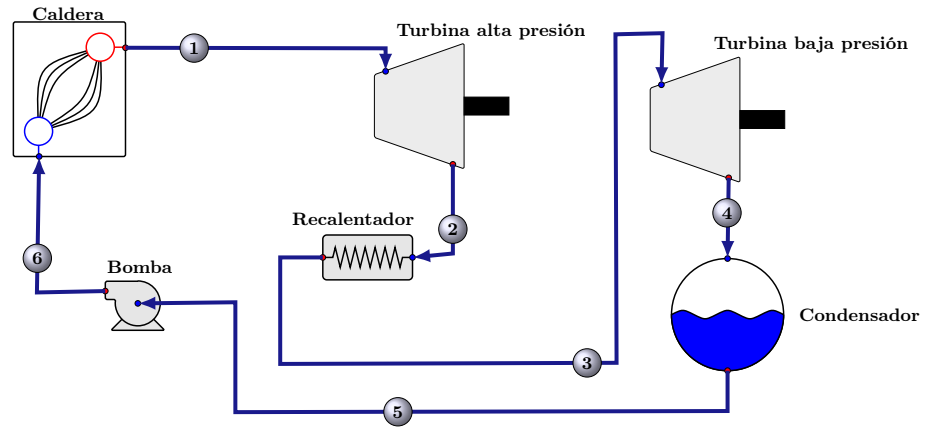 Caldera
Turbina alta presión
Turbina baja presión
1
Recalentador
2
4
Bomba
6
Condensador
3
5